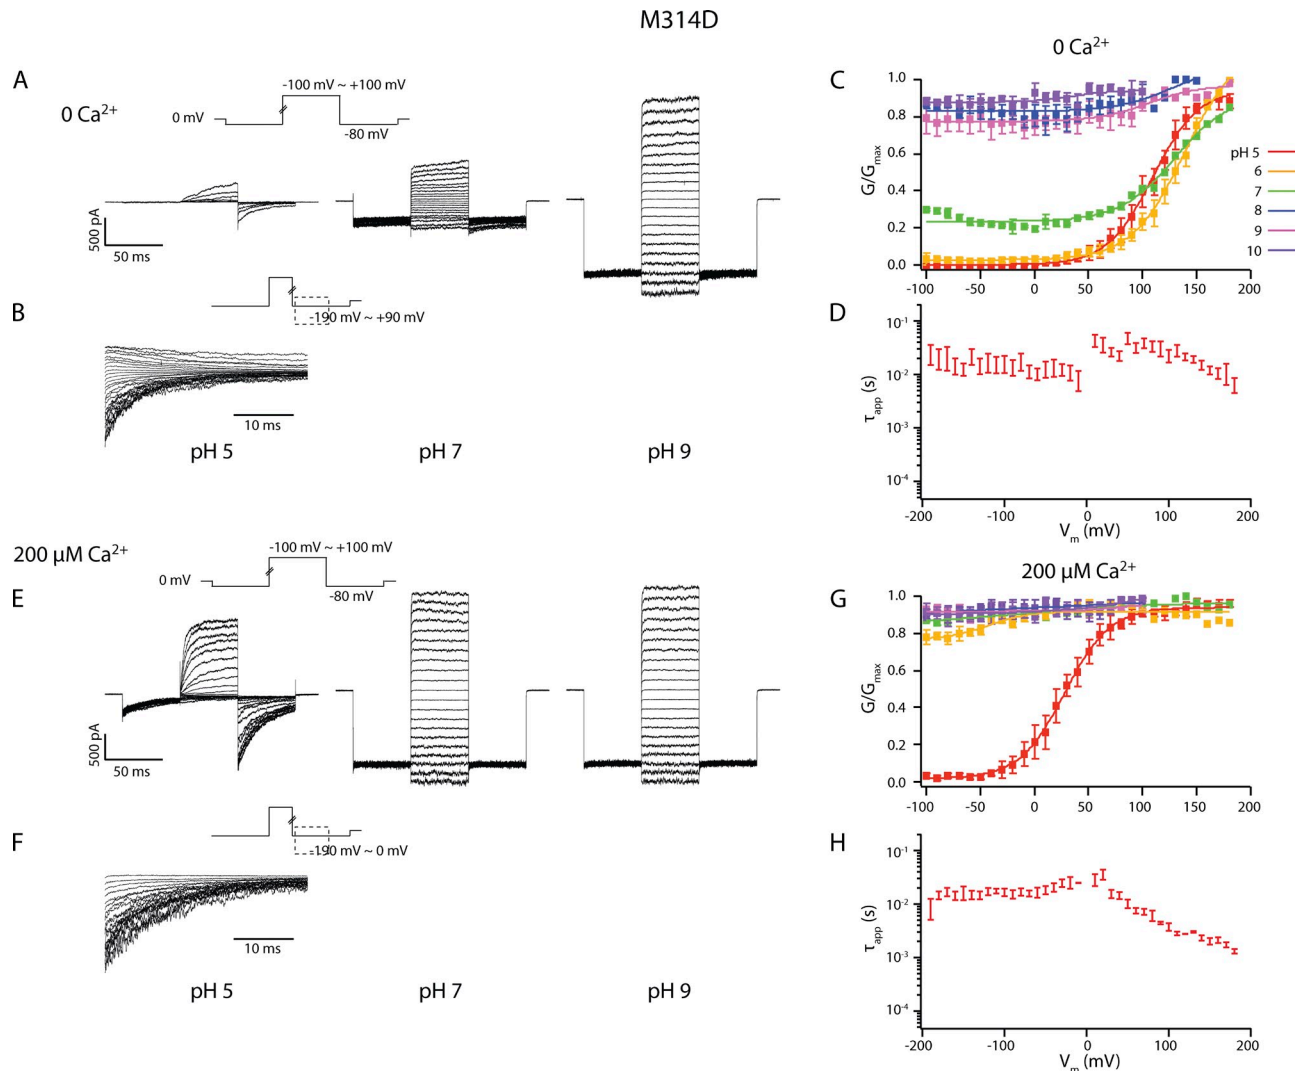 M314D
A
0 Ca2+
-100 mV ~ +100 mV
0 mV
-80 mV
500 pA
50 ms
B
-190 mV ~ +90 mV
10 ms
pH 5
pH 7
pH 9
C
0 Ca2+
G/Gmax
1.0
0.8
0.6
0.4
0.2
0.0
-100
-50
0
50
100
150
200
pH 5
6
7
8
9
10
D
τapp (s)
10-1
10-2
10-3
10-4
-200
-100
0
100
200
Vm (mV)
200 μM Ca2+
E
-100 mV ~ +100 mV
0 mV
-80 mV
500 pA
50 ms
F
-190 mV ~ 0 mV
10 ms
pH 5
pH 7
pH 9
200 μM Ca2+
G
G/Gmax
1.0
0.8
0.6
0.4
0.2
0.0
-100
-50
0
50
100
150
200
H
τapp (s)
10-1
10-2
10-3
10-4
-200
-100
0
100
200
Vm (mV)